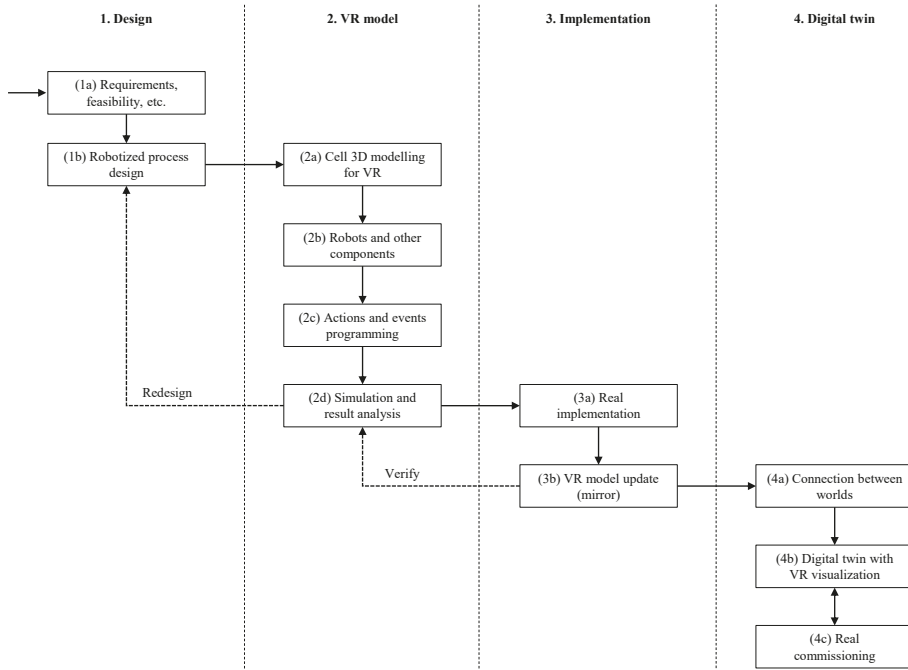 1. Design
2. VR model
3. Implementation
4. Digital twin
(1a) Requirements,
feasibility, etc.
(1b) Robotized process
design
(2a) Cell 3D modelling
for VR
(2b) Robots and other
components
(2c) Actions and events
programming
Redesign
(2d) Simulation and
result analysis
(3a) Real
implementation
Verify
(3b) VR model update
(mirror)
(4a) Connection between
worlds
(4b) Digital twin with
VR visualization
(4c) Real
commissioning